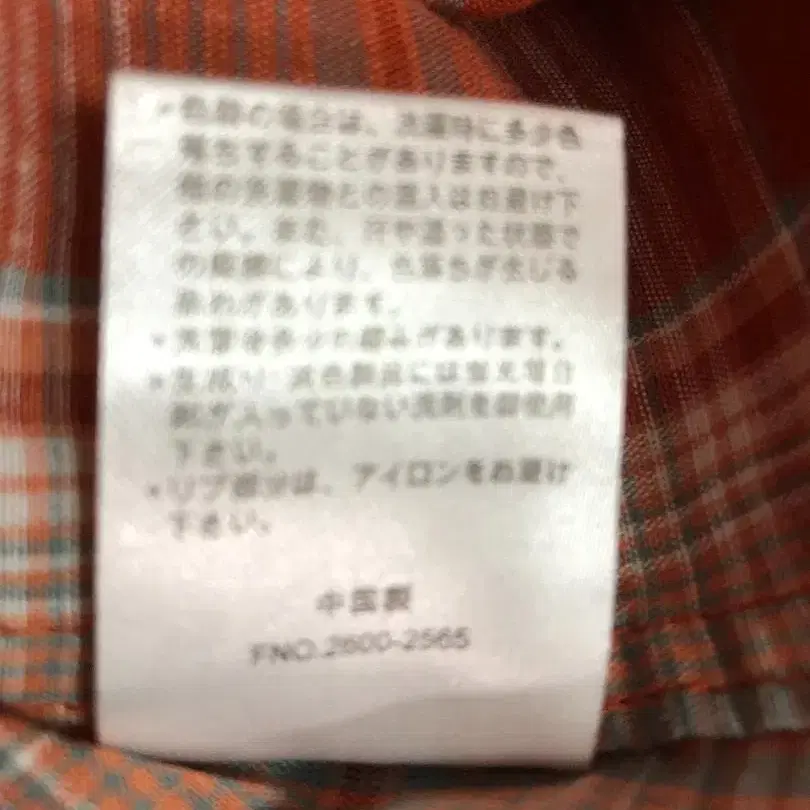 ・色物の場合は、洗濯時に多少色
落ちすることがありますので、
他の洗濯物との混入はお避け下
さい。また、汗や湿った状態で
の摩擦により、色落ちが生じる
あります。
・洗濯後多少の縮みがあります。
・生成り、淡色製品には蛍光増白
剤が入っていない洗剤を御使用
下さい。
・リブ部分は、アイロンをお避け
下さい。
中国製
FNO.2600-2565